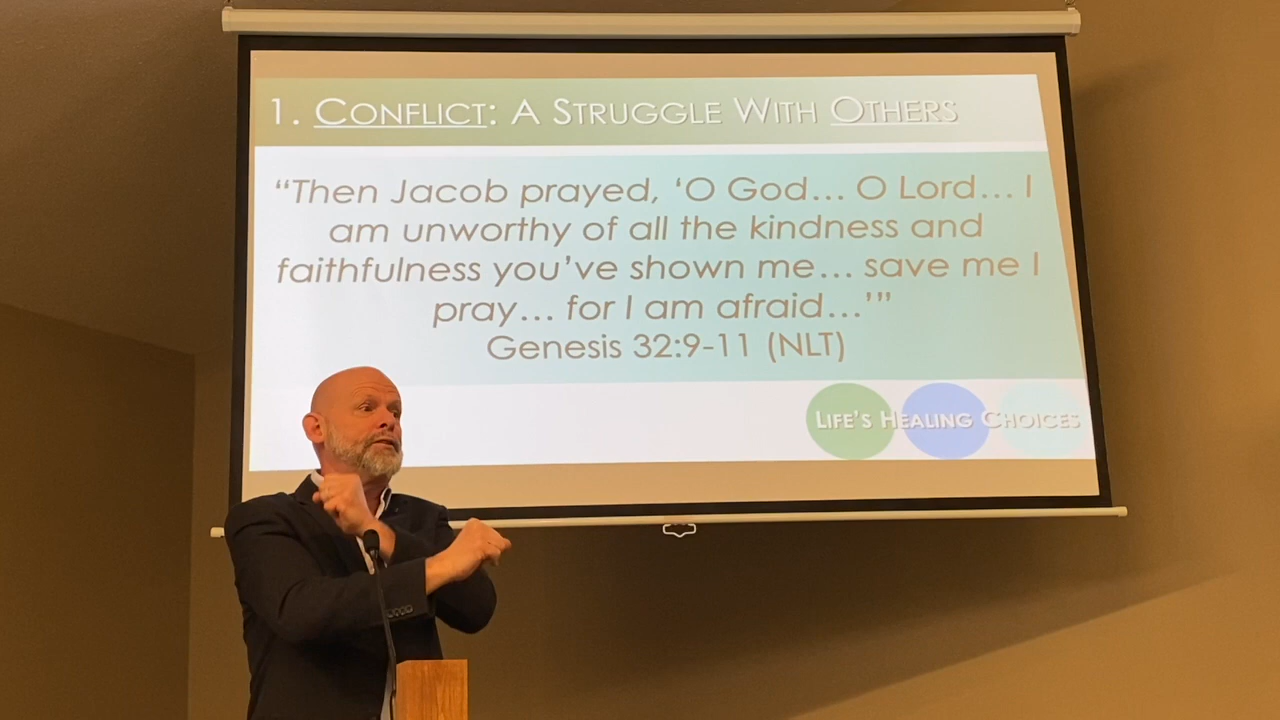 1. CONFLICT: A STRUGGLE WITH OTHERS
“Then Jacob prayed, ‘O God... O Lord... I
am unworthy of all the kindness and
faithfulness you’ve shown me... save me I
pray... for I am afraid...’”
Genesis 32:9-11 (NLT)
LIFE’S HEALING CHOICES